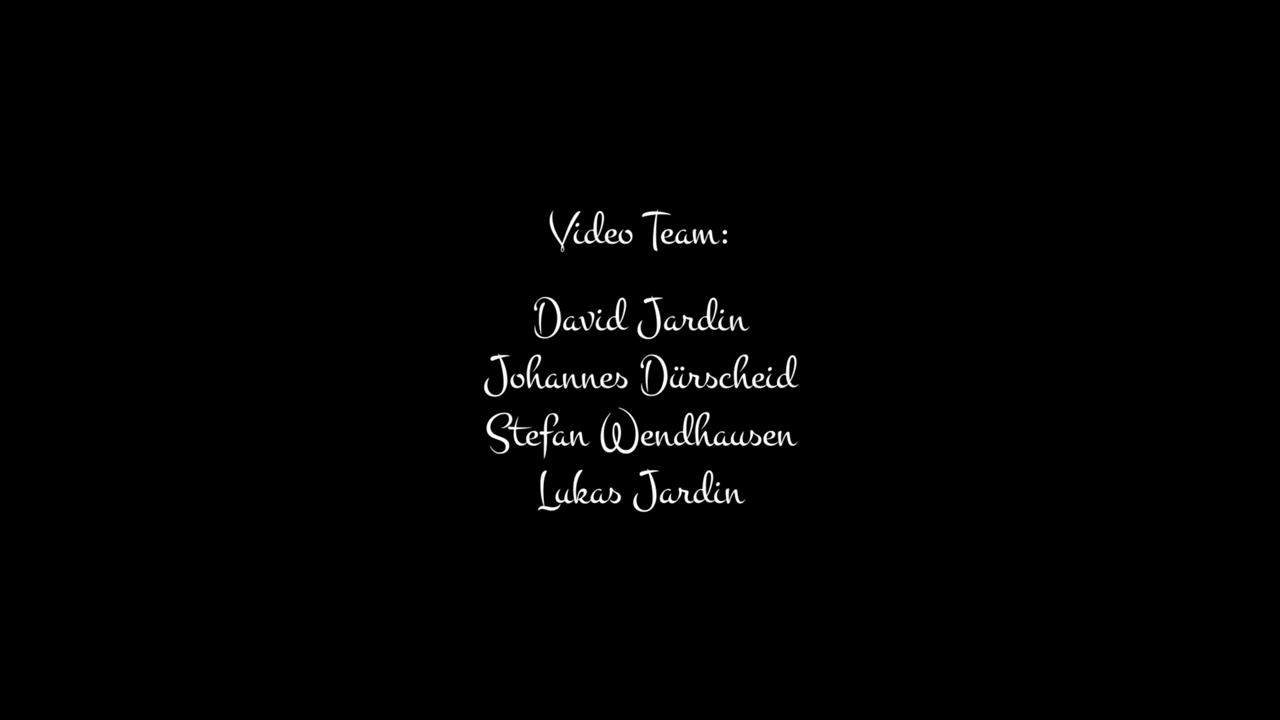 Video Team:
David Jardin
Johannes Dürscheid
Stefan Wendhausen
Lukas Jardin